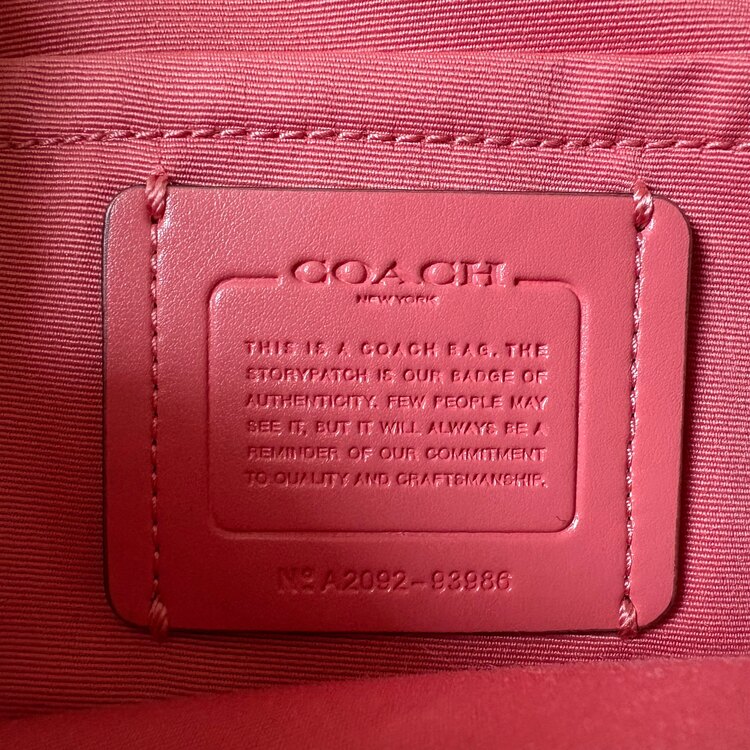 COACH
NEW YORK
THIS IS A COACH BAG. THE
STORYPATCH IS OUR BADGE OF
AUTHENTICITY. FEW PEOPLE MAY
SEE IT, BUT IT WILL ALWAYS BE A
REMINDER OF OUR COMMITMENT
TO QUALITY AND CRAFTSMANSHIP.
Nº A2092-93986